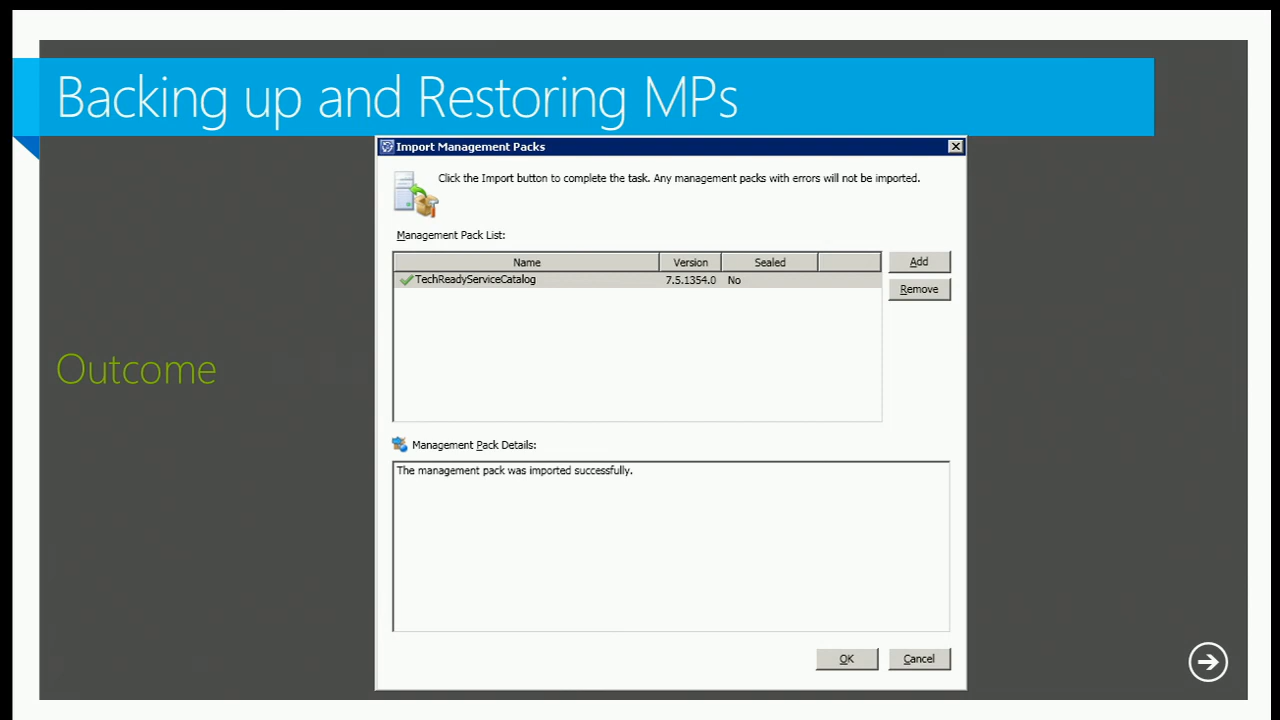 Backing up and Restoring MPs
Import Management Packs
Click the Import button to complete the task. Any management packs with errors will not be imported.
Management Pack List:
Name Version Sealed
Add
TechReadyServiceCatalog 7.5.1354.0 No
Remove
Outcome
Management Pack Details:
The management pack was imported successfully.
OK Cancel